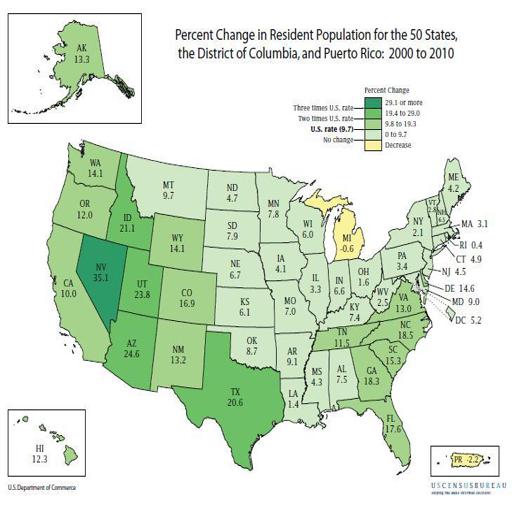 Percent Change in Resident Population for the 50 States,
the District of Columbia, and Puerto Rico: 2000 to 2010
AK
13.3
Percent Change
Three times U.S. rate
29.1 or more
Two times U.S. rate
19.4 to 29.0
U.S. rate (9.7)
9.8 to 19.3
No change
0 to 9.7
Decrease
WA
14.1
MT
9.7
ND
4.7
MN
7.8
ME
4.2
OR
12.0
ID
21.1
WY
14.1
SD
7.9
WI
6.0
MI
-0.6
VT
2.8
NH
6.5
NY
2.1
MA 3.1
RI 0.4
CT 4.9
NJ 4.5
DE 14.6
MD 9.0
DC 5.2
NV
35.1
UT
23.8
CO
16.9
NE
6.7
IA
4.1
IL
3.3
IN
6.6
OH
1.6
PA
3.4
CA
10.0
KS
6.1
MO
7.0
KY
7.4
WV
2.5
VA
13.0
AZ
24.6
NM
13.2
OK
8.7
AR
9.1
TN
11.5
NC
18.5
SC
15.3
TX
20.6
LA
1.4
MS
4.3
AL
7.5
GA
18.3
FL
17.6
HI
12.3
PR -2.2
U.S. Department of Commerce
USCENSUSBUREAU